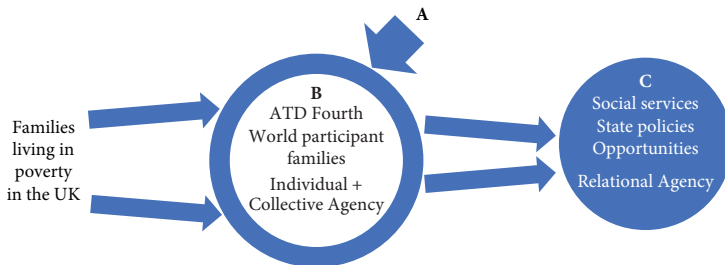 A
Families
living in
poverty
in the UK
B
ATD Fourth
World participant
families
Individual +
Collective Agency
C
Social services
State policies
Opportunities
Relational Agency